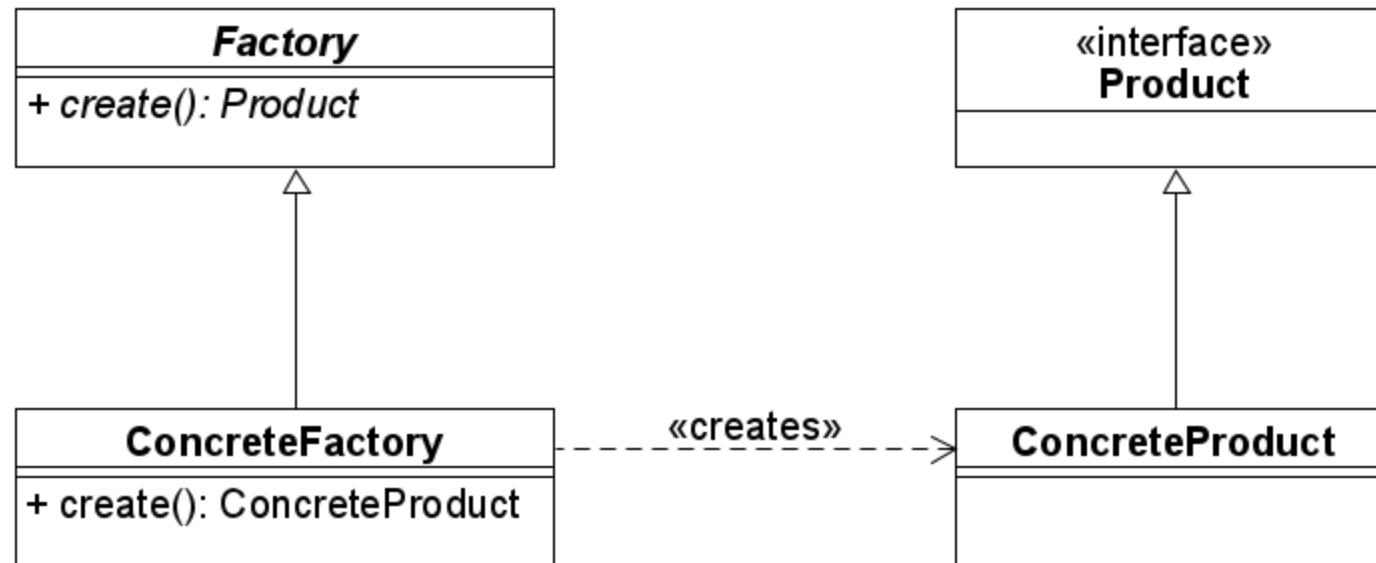 Factory
+ create(): Product
«interface»
Product
ConcreteFactory
+ create(): ConcreteProduct
«creates»
ConcreteProduct